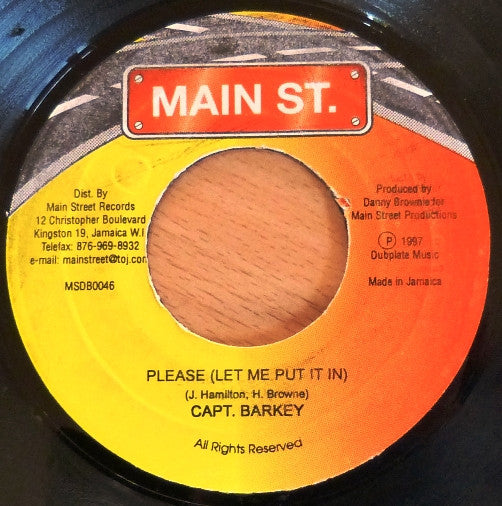 MAIN ST.
Dist. By
Main Street Records
12 Christopher Boulevard
Kingston 19, Jamaica W.I
Telefax: 876-969-8932
e-mail: mainstreet@toj.com
MSDB0046
Produced by
Danny Brownie for
Main Street Productions
Ⓟ 1997
Dubplate Music
Made in Jamaica
PLEASE (LET ME PUT IT IN)
(J. Hamilton, H. Browne)
CAPT. BARKEY
All Rights Reserved